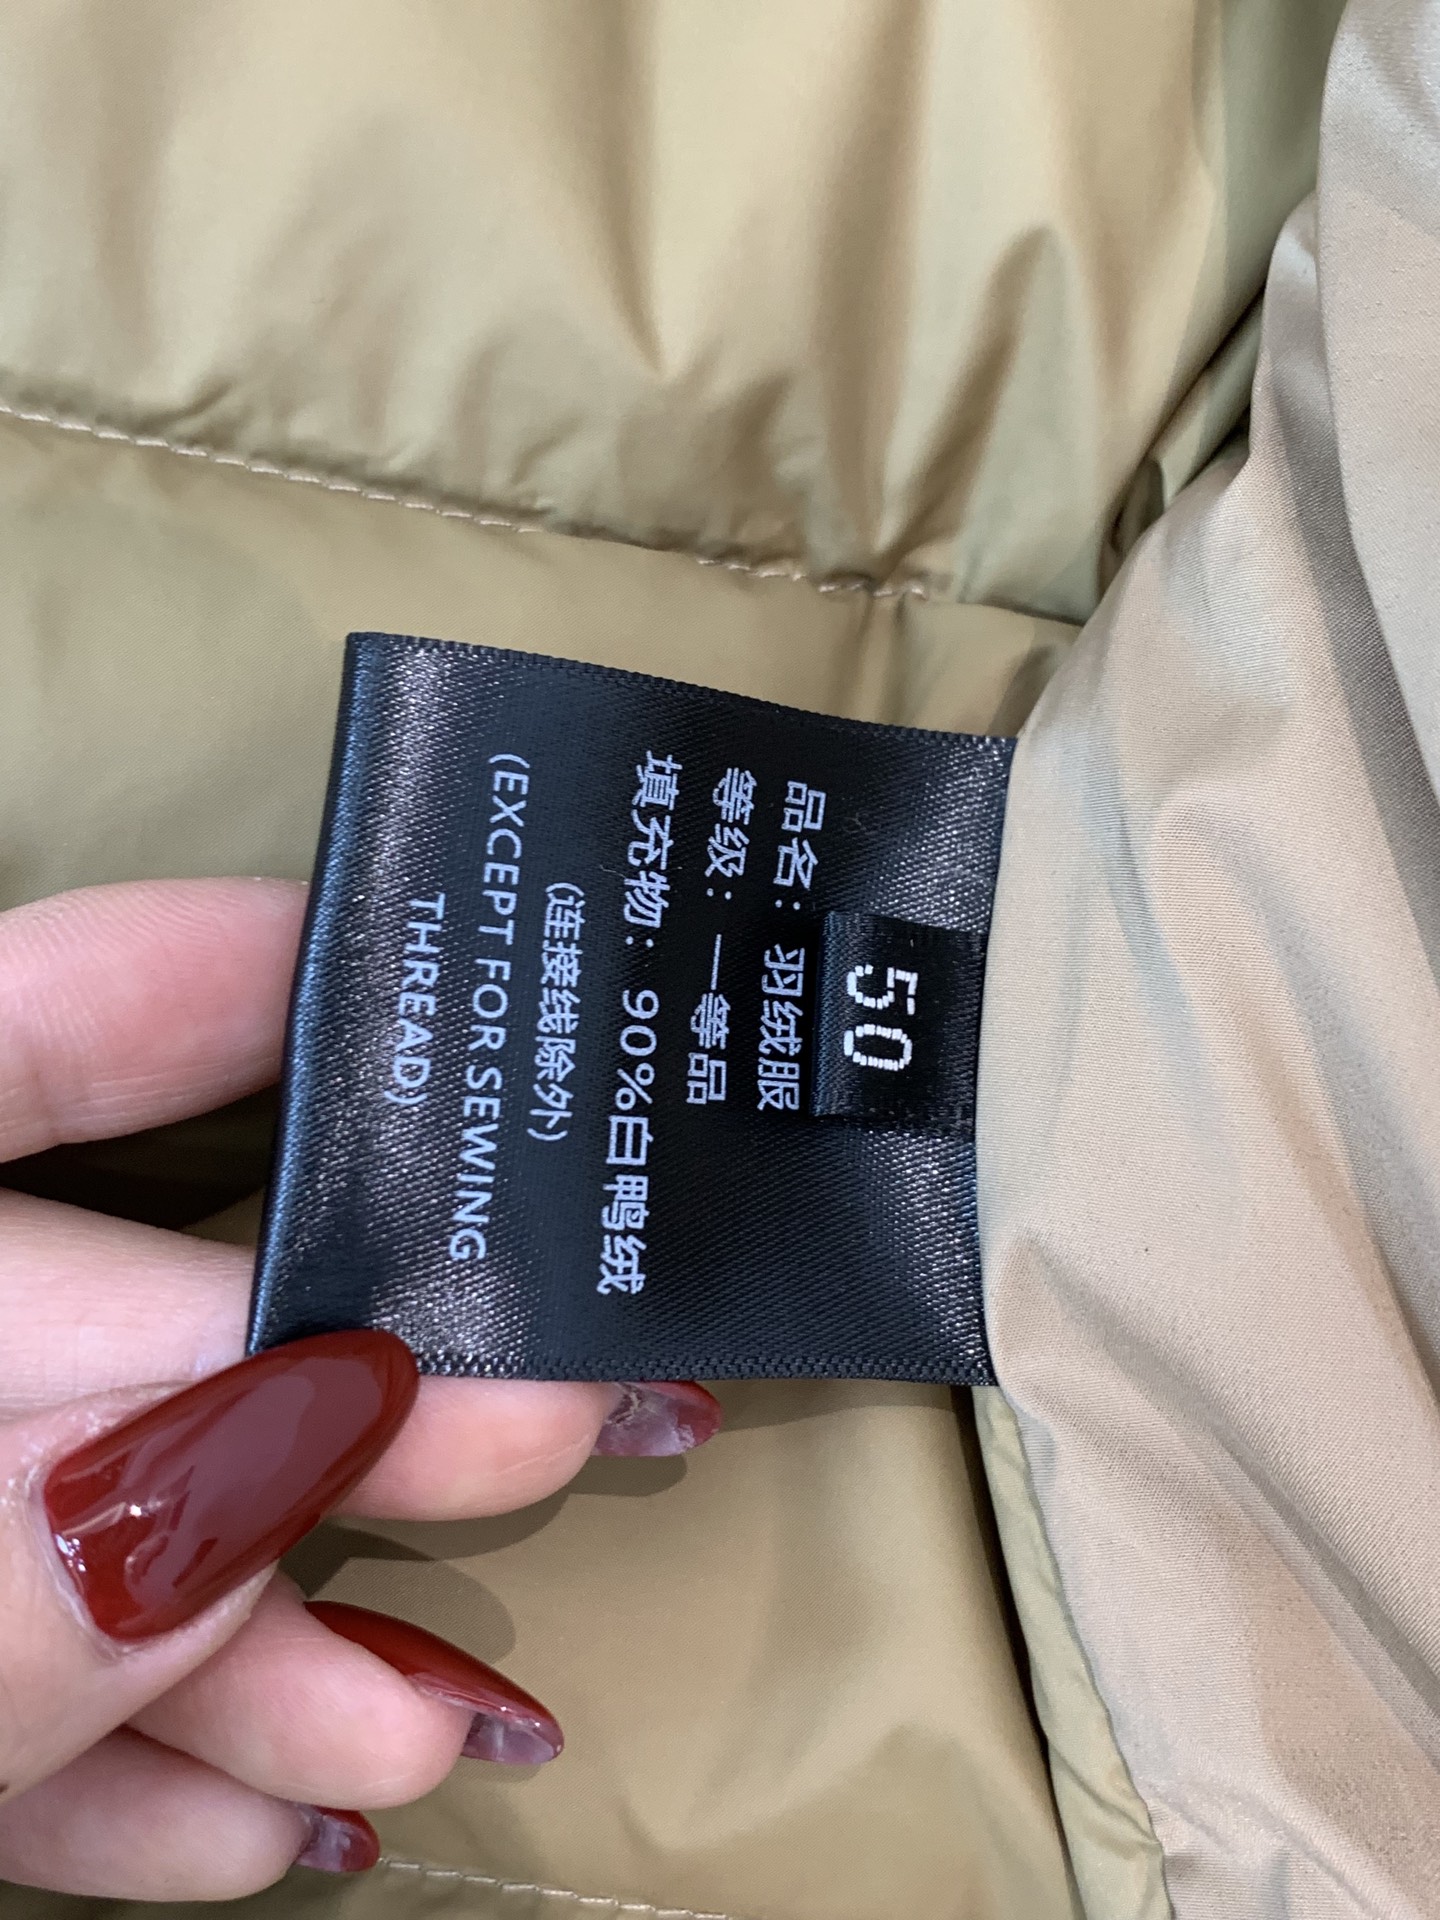 50
品名：羽绒服
等级：一等品
填充物：90%白鸭绒
(连接线除外)
(EXCEPT FOR SEWING
THREAD)